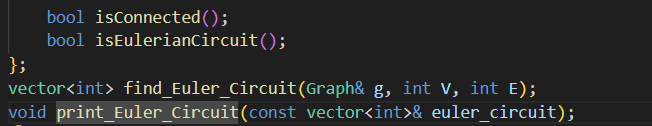 bool isConnected();
bool isEulerianCircuit();
};
vector<int> find_Euler_Circuit(Graph& g, int V, int E);
void print_Euler_Circuit(const vector<int>& euler_circuit);